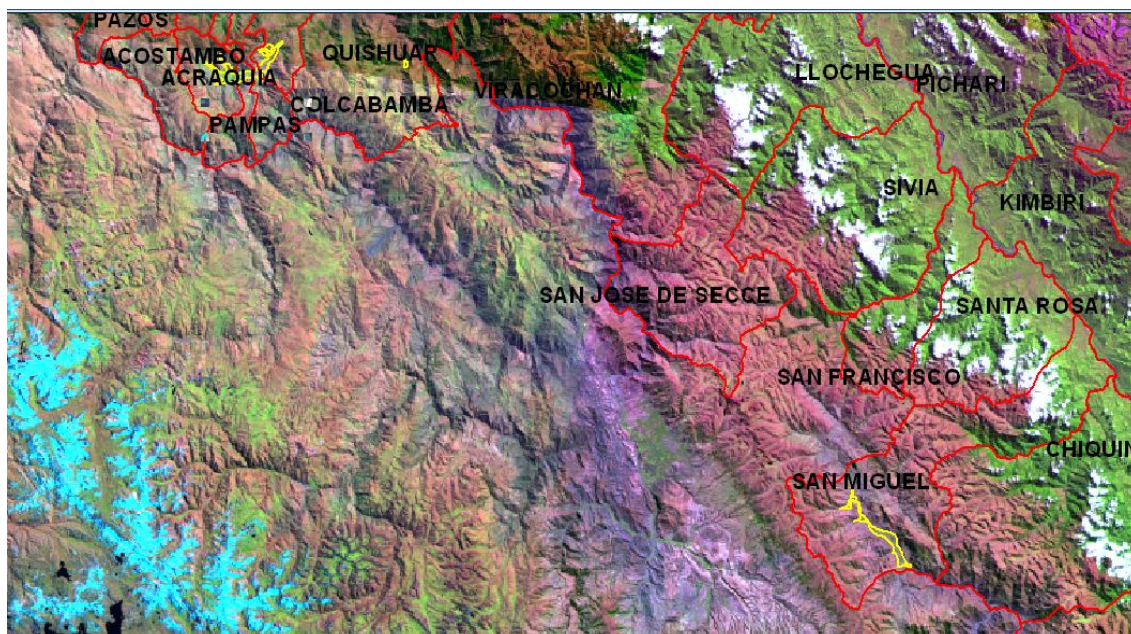 PAZOS
ACOSTAMBO
QUISHUAR
ACRAQUIA
LLOCHEGUA
PICHARI
VIRACOCHAN
COLCABAMBA
PAMPAS
SIVIA
KIMBIRI
SAN JOSE DE SECCE
SANTA ROSA
SAN FRANCISCO
CHIQUIN
SAN MIGUEL